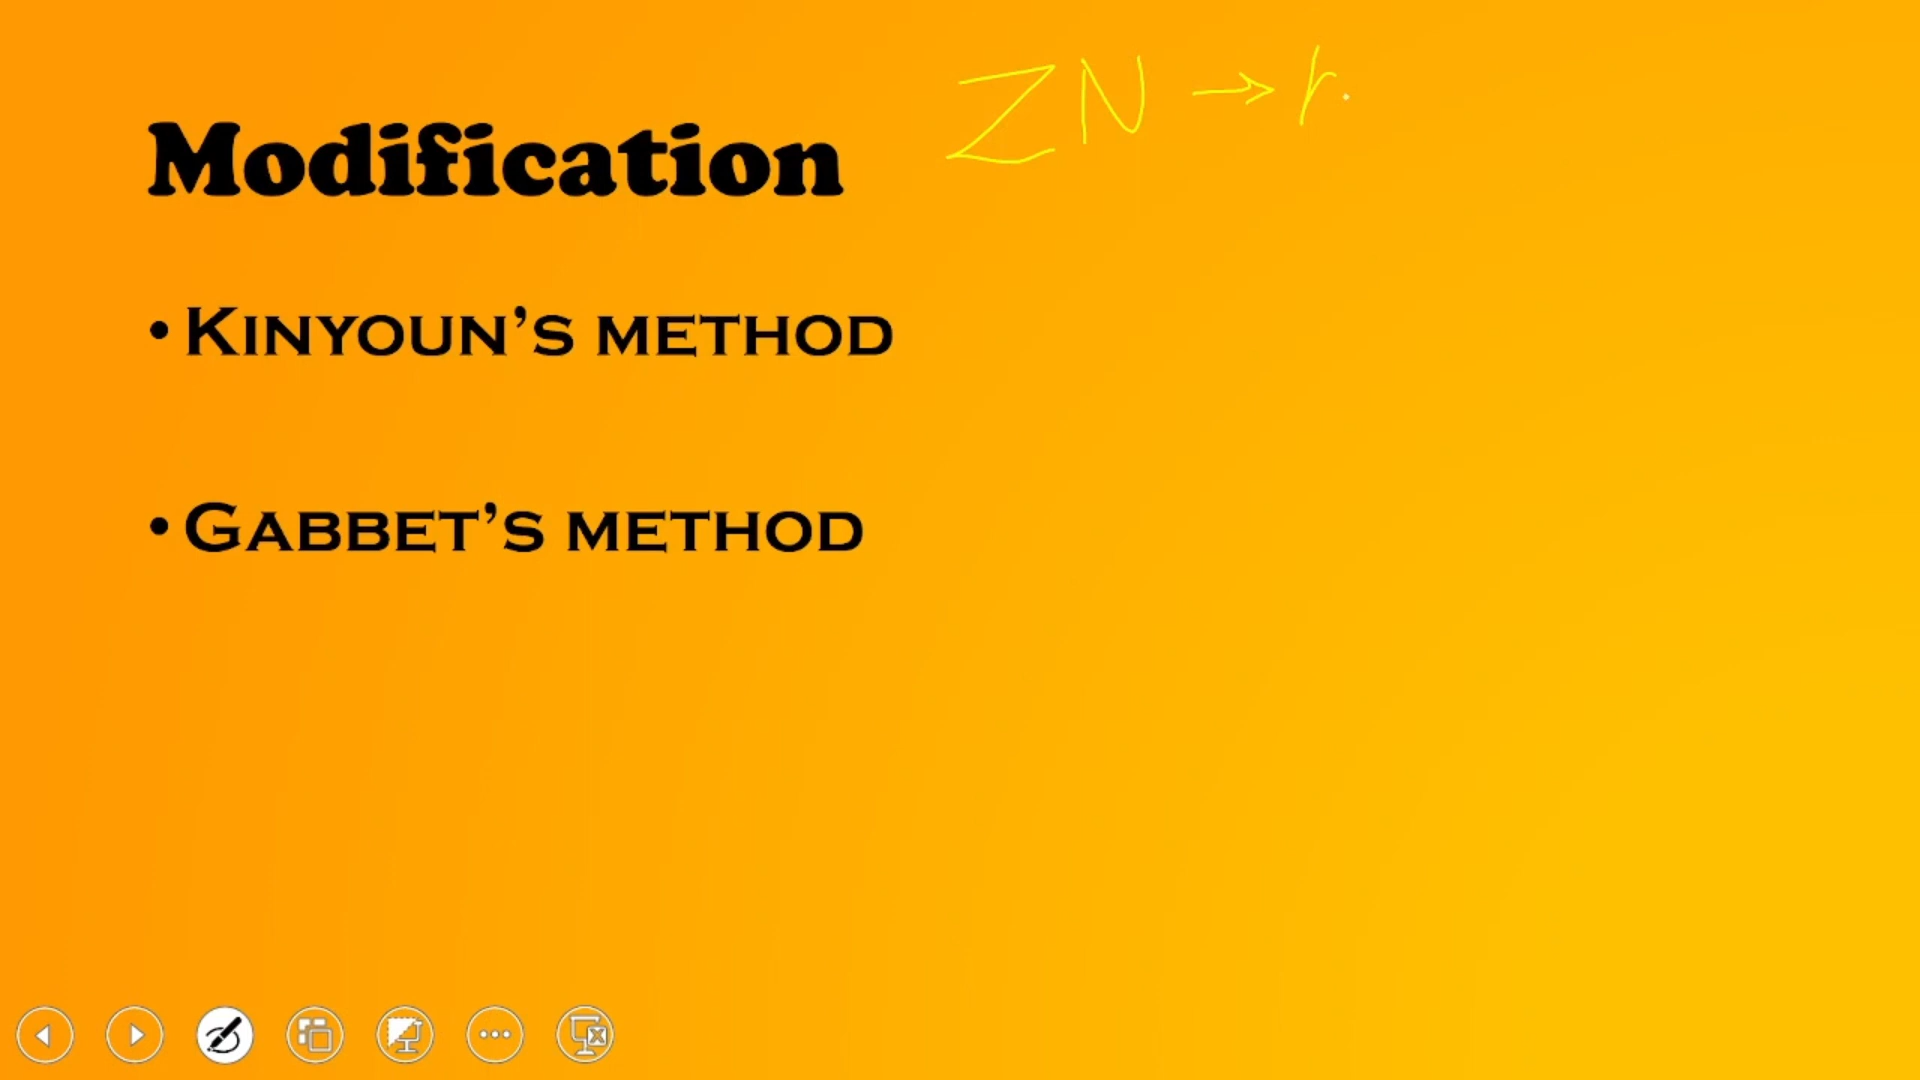 ZN → r
Modification
• KINYOUN'S METHOD
• GABBET'S METHOD